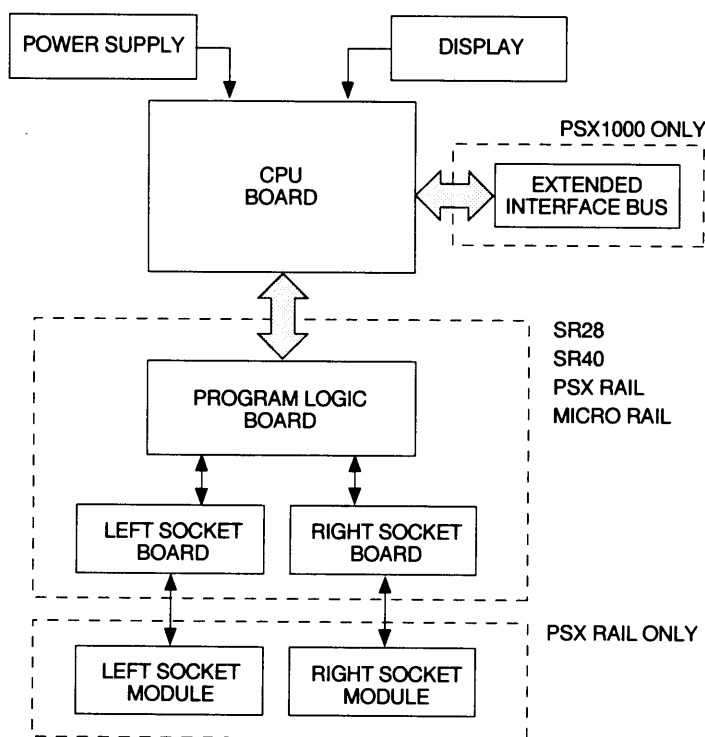 POWER SUPPLY
DISPLAY
CPU
BOARD
PSX1000 ONLY
EXTENDED
INTERFACE BUS
SR28
SR40
PSX RAIL
MICRO RAIL
PROGRAM LOGIC
BOARD
LEFT SOCKET
BOARD
RIGHT SOCKET
BOARD
PSX RAIL ONLY
LEFT SOCKET
MODULE
RIGHT SOCKET
MODULE